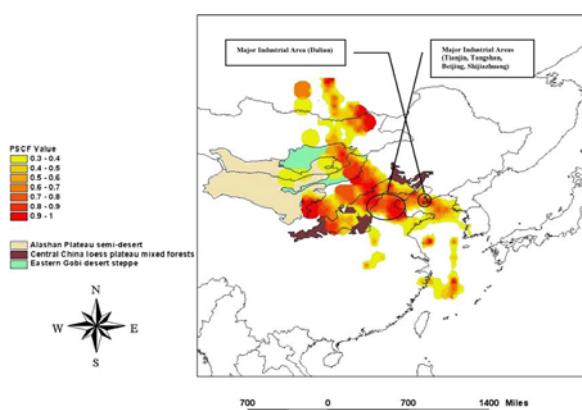 Major Industrial Area (Dalian)
Major Industrial Areas
(Tianjin, Tangshan,
Beijing, Shijiazhuang)
PSCF Value
0.3 - 0.4
0.4 - 0.5
0.5 - 0.6
0.6 - 0.7
0.7 - 0.8
0.8 - 0.9
0.9 - 1
Alashan Plateau semi-desert
Central China loess plateau mixed forests
Eastern Gobi desert steppe
N
W E
S
700 0 700 1400 Miles